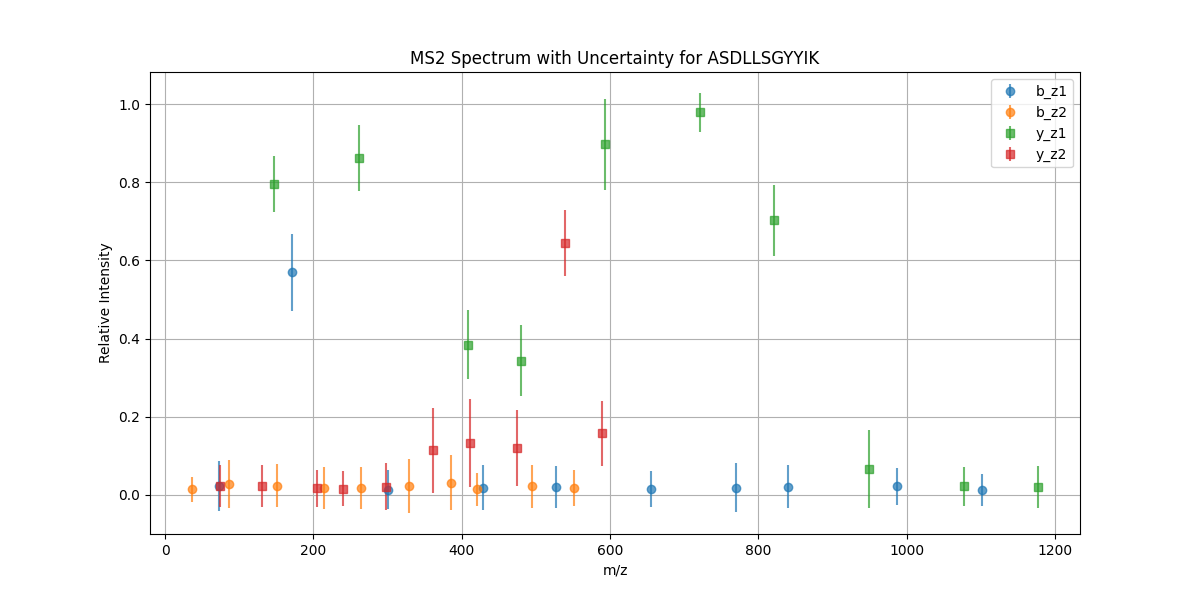 MS2 Spectrum with Uncertainty for ASDLLSGYYIK
b_z1
b_z2
y_z1
y_z2
Relative Intensity
1.0
0.8
0.6
0.4
0.2
0.0
0 200 400 600 800 1000 1200
m/z